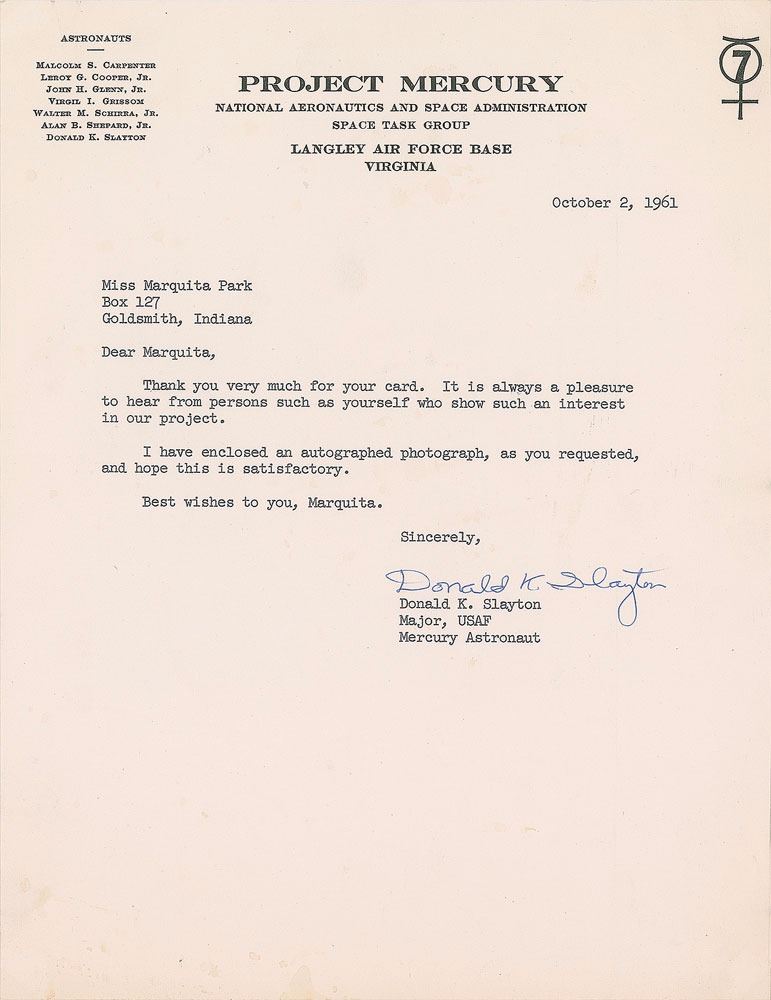 ASTRONAUTS
MALCOLM S. CARPENTER
LEROY G. COOPER, JR.
JOHN H. GLENN, JR.
VIRGIL I. GRISSOM
WALTER M. SCHIRRA, JR.
ALAN B. SHEPARD, JR.
DONALD K. SLAYTON
PROJECT MERCURY
NATIONAL AERONAUTICS AND SPACE ADMINISTRATION
SPACE TASK GROUP
LANGLEY AIR FORCE BASE
VIRGINIA
7
October 2, 1961
Miss Marquita Park
Box 127
Goldsmith, Indiana
Dear Marquita,
Thank you very much for your card. It is always a pleasure
to hear from persons such as yourself who show such an interest
in our project.
I have enclosed an autographed photograph, as you requested,
and hope this is satisfactory.
Best wishes to you, Marquita.
Sincerely,
Donald K Slayton
Donald K. Slayton
Major, USAF
Mercury Astronaut